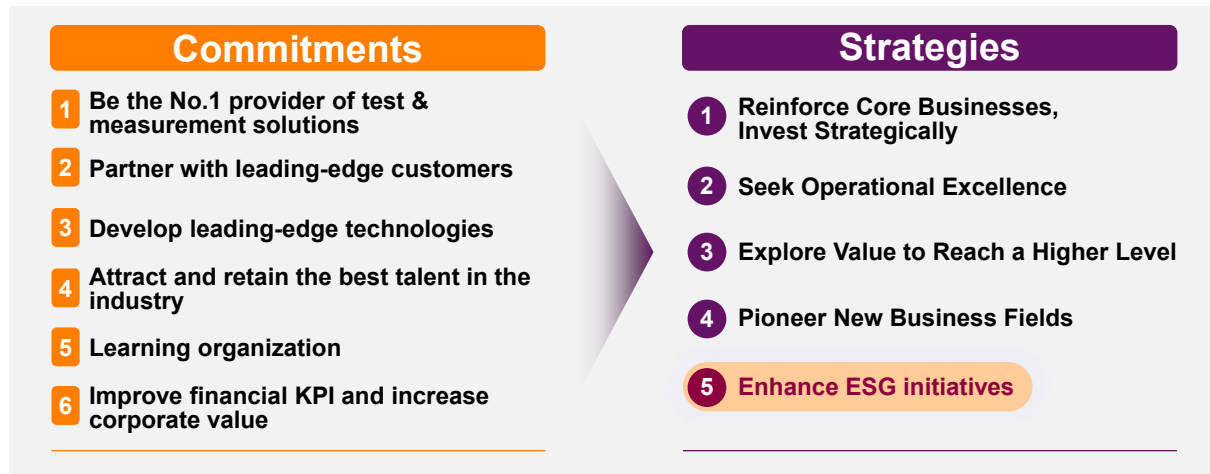 Commitments
1 Be the No.1 provider of test &
measurement solutions
2 Partner with leading-edge customers
3 Develop leading-edge technologies
4 Attract and retain the best talent in the
industry
5 Learning organization
6 Improve financial KPI and increase
corporate value
Strategies
1 Reinforce Core Businesses,
Invest Strategically
2 Seek Operational Excellence
3 Explore Value to Reach a Higher Level
4 Pioneer New Business Fields
5 Enhance ESG initiatives